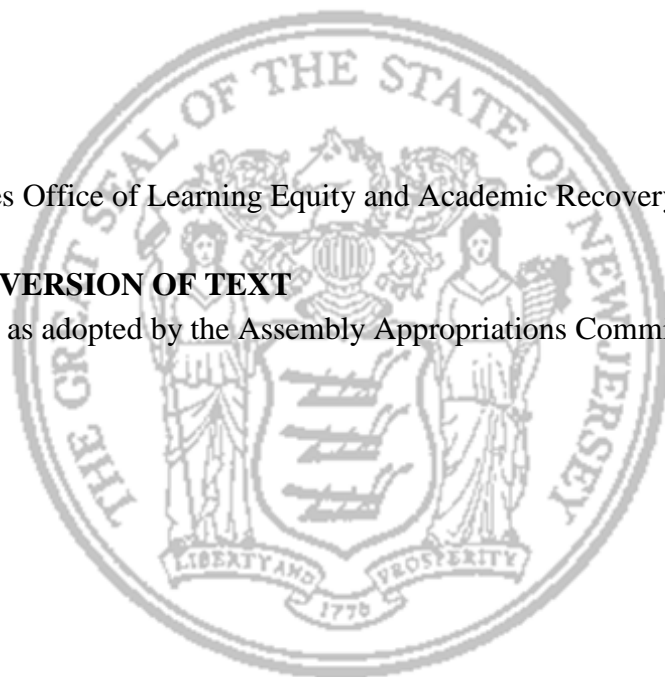 THE GREAT SEAL OF THE STATE OF NEW JERSEY
es Office of Learning Equity and Academic Recovery
VERSION OF TEXT
as adopted by the Assembly Appropriations Commi
LIBERTY AND PROSPERITY
1776